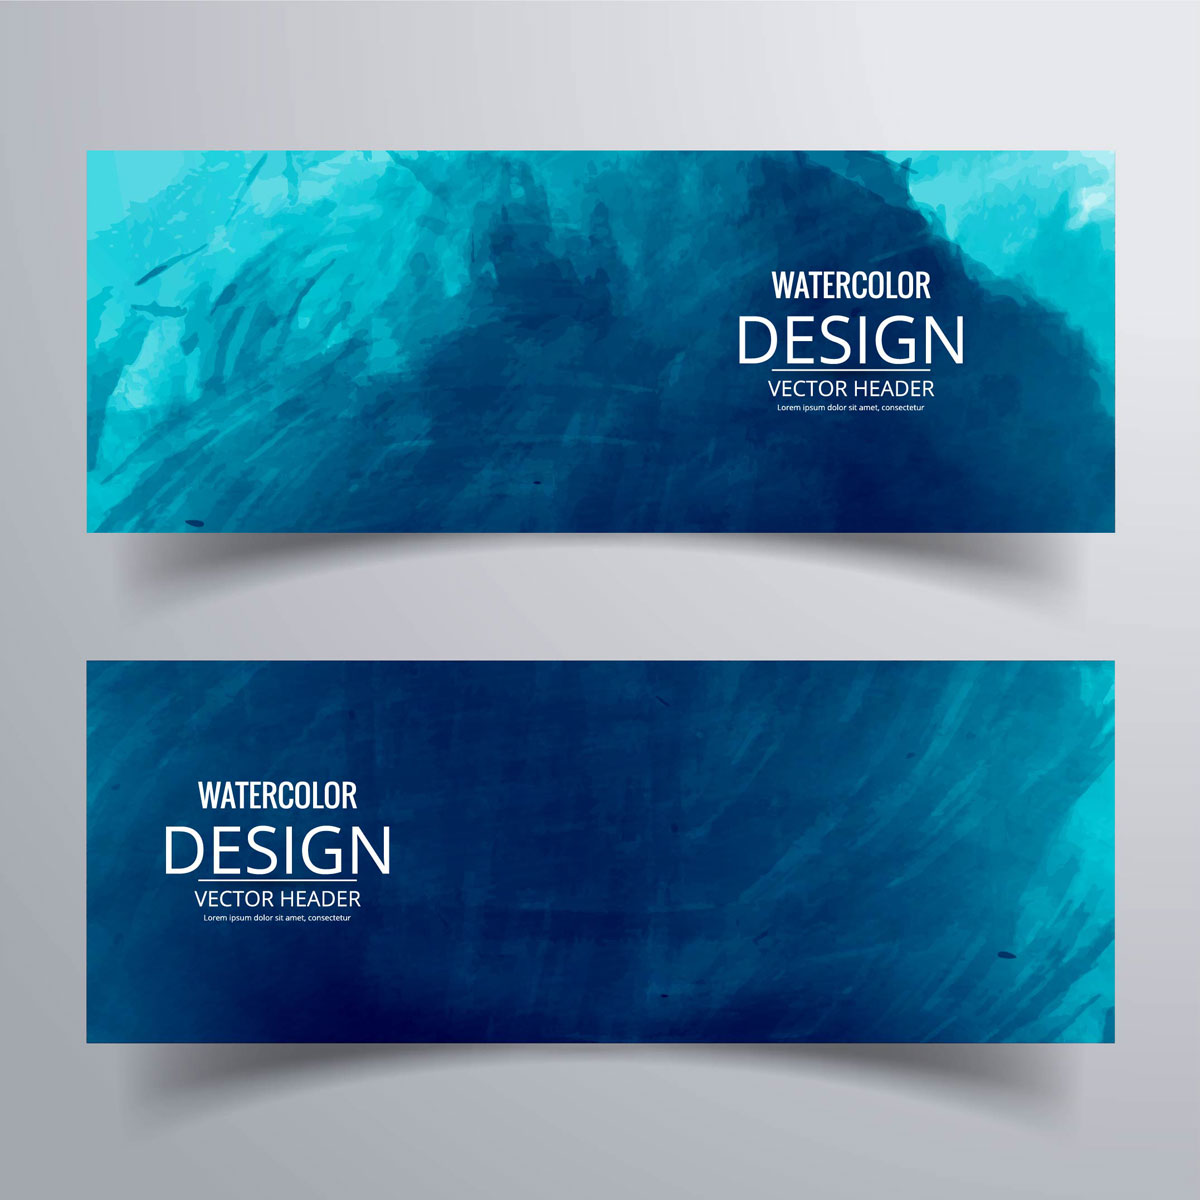 WATERCOLOR
DESIGN
VECTOR HEADER
Lorem ipsum dolor sit amet, consectetur
WATERCOLOR
DESIGN
VECTOR HEADER
Lorem ipsum dolor sit amet, consectetur